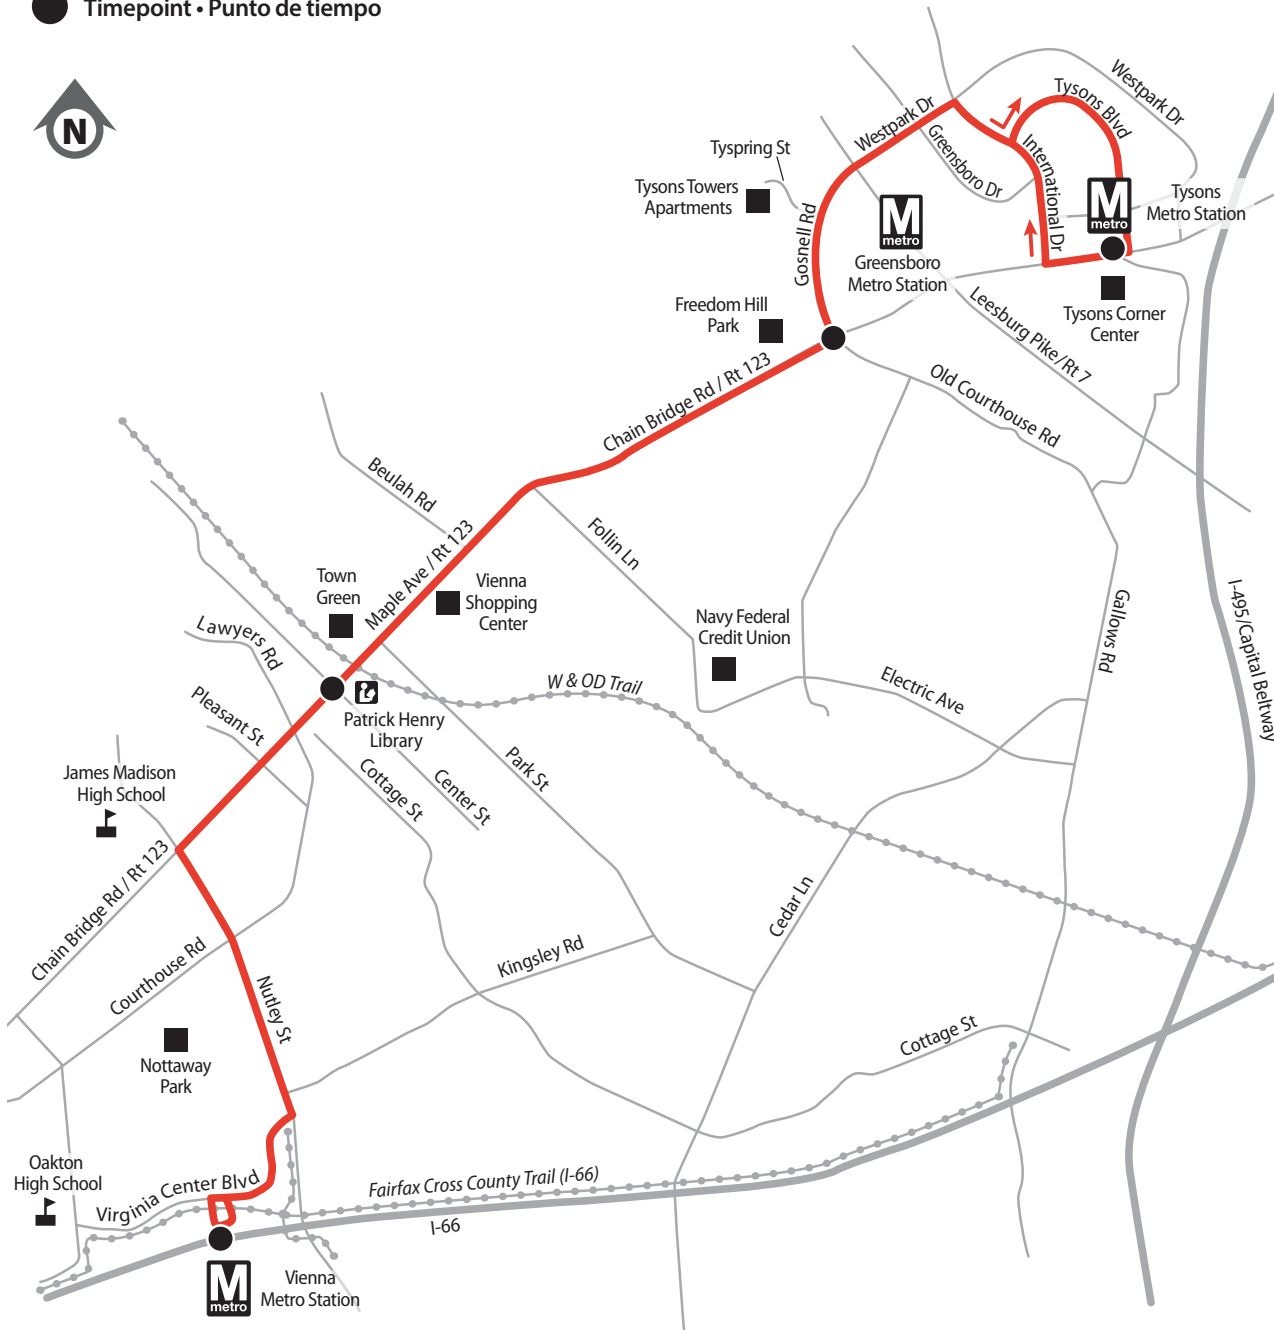 Timepoint • Punto de tiempo
N
Westpark Dr
Tysons Blvd
Westpark Dr
Greensboro Dr
International Dr
Tyspring St
Tysons Towers
Apartments
Gosnell Rd
M
metro
Greensboro
Metro Station
M
metro
Tysons
Metro Station
Tysons Corner
Center
Freedom Hill
Park
Leesburg Pike/Rt 7
Old Courthouse Rd
Chain Bridge Rd / Rt 123
Beulah Rd
Maple Ave / Rt 123
Follin Ln
Town
Green
Vienna
Shopping
Center
Navy Federal
Credit Union
Gallows Rd
I-495/Capital Beltway
Lawyers Rd
Pleasant St
W & OD Trail
Electric Ave
Patrick Henry
Library
Cottage St
Center St
Park St
James Madison
High School
Chain Bridge Rd / Rt 123
Courthouse Rd
Nutley St
Kingsley Rd
Cedar Ln
Cottage St
Nottaway
Park
Oakton
High School
Virginia Center Blvd
Fairfax Cross County Trail (I-66)
I-66
M
metro
Vienna
Metro Station